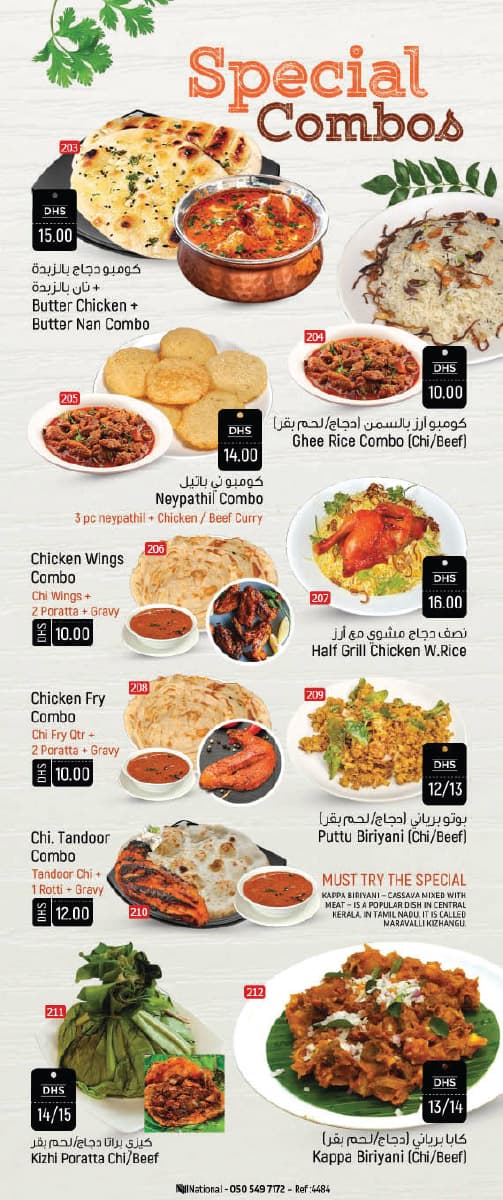 Special
Combos
203
DHS
15.00
كومبو دجاج بالزبدة
+ نان بالزبدة
Butter Chicken +
Butter Nan Combo
204
DHS
10.00
كومبو أرز بالسمن (دجاج/لحم بقر)
Ghee Rice Combo (Chi/Beef)
205
DHS
14.00
كومبو ني باتيل
Neypathil Combo
3 pc neypathil + Chicken / Beef Curry
206
Chicken Wings
Combo
Chi Wings +
2 Poratta + Gravy
DHS 10.00
207
DHS
16.00
نصف دجاج مشوي مع أرز
Half Grill Chicken W.Rice
208
Chicken Fry
Combo
Chi Fry Qtr +
2 Poratta + Gravy
DHS 10.00
209
DHS
12/13
بوتو برياني (دجاج/لحم بقر)
Puttu Biriyani (Chi/Beef)
Chi. Tandoor
Combo
Tandoor Chi +
1 Rotti + Gravy
DHS 12.00
210
MUST TRY THE SPECIAL
KAPPA BIRIYANI – CASSAVA MIXED WITH
MEAT – IS A POPULAR DISH IN CENTRAL
KERALA. IN TAMIL NADU, IT IS CALLED
MARAVALLI KIZHANGU.
211
DHS
14/15
كيزي براتا دجاج/لحم بقر
Kizhi Poratta Chi/Beef
212
DHS
13/14
كابا برياني (دجاج/لحم بقر)
Kappa Biriyani (Chi/Beef)
National - 050 549 7172 – Ref:4484